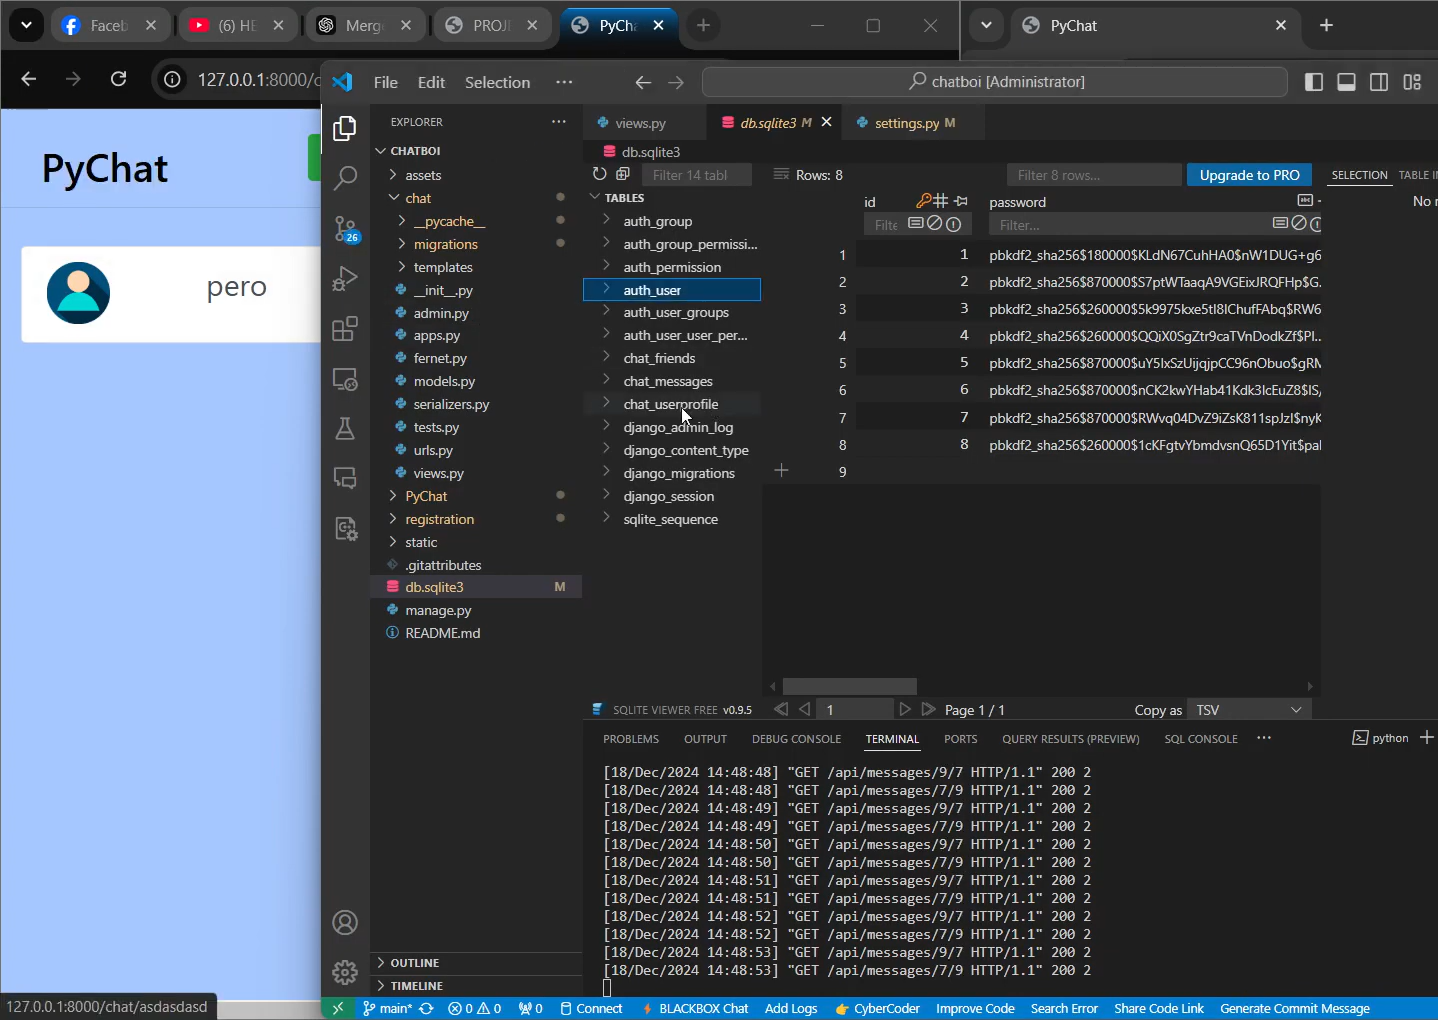 Faceb
(6) HE
Merge
PROJE
PyCha
PyChat
127.0.0.1:8000/c
File Edit Selection ···
chatboi [Administrator]
EXPLORER ···
views.py
db.sqlite3 M
settings.py M
CHATBOI
assets
chat
__pycache__
migrations
templates
__init__.py
admin.py
apps.py
fernet.py
models.py
serializers.py
tests.py
urls.py
views.py
PyChat
registration
static
.gitattributes
db.sqlite3 M
manage.py
README.md
OUTLINE
TIMELINE
26
PyChat
pero
127.0.0.1:8000/chat/asdasdasd
db.sqlite3
Filter 14 tabl
Rows: 8
Filter 8 rows...
Upgrade to PRO
SELECTION TABLE I
TABLES
auth_group
auth_group_permissi...
auth_permission
auth_user
auth_user_groups
auth_user_user_per...
chat_friends
chat_messages
chat_userprofile
django_admin_log
django_content_type
django_migrations
django_session
sqlite_sequence
id password
No r
Filte Filter...
1 1 pbkdf2_sha256$180000$KLdN67CuhHA0$nW1DUG+g6
2 2 pbkdf2_sha256$870000$S7ptWTaaqA9VGEixJRQFHp$G.
3 3 pbkdf2_sha256$260000$5k9975kxe5tI8IChufFAbq$RW6
4 4 pbkdf2_sha256$260000$QQiX0SgZtr9caTVnDodkZf$PI...
5 5 pbkdf2_sha256$870000$uY5IxSzUijqjpCC96nObuo$gRM
6 6 pbkdf2_sha256$870000$nCK2kwYHab41Kdk3IcEuZ8$IS/
7 7 pbkdf2_sha256$870000$RWvq04DvZ9iZsK811spJzI$nyK
8 8 pbkdf2_sha256$260000$1cKFgtvYbmdvsnQ65D1Yit$pal
9
SQLITE VIEWER FREE v0.9.5
1
Page 1 / 1
Copy as TSV
PROBLEMS OUTPUT DEBUG CONSOLE TERMINAL PORTS QUERY RESULTS (PREVIEW) SQL CONSOLE ···
python
[18/Dec/2024 14:48:48] "GET /api/messages/9/7 HTTP/1.1" 200 2
[18/Dec/2024 14:48:48] "GET /api/messages/7/9 HTTP/1.1" 200 2
[18/Dec/2024 14:48:49] "GET /api/messages/9/7 HTTP/1.1" 200 2
[18/Dec/2024 14:48:49] "GET /api/messages/7/9 HTTP/1.1" 200 2
[18/Dec/2024 14:48:50] "GET /api/messages/9/7 HTTP/1.1" 200 2
[18/Dec/2024 14:48:50] "GET /api/messages/7/9 HTTP/1.1" 200 2
[18/Dec/2024 14:48:51] "GET /api/messages/9/7 HTTP/1.1" 200 2
[18/Dec/2024 14:48:51] "GET /api/messages/7/9 HTTP/1.1" 200 2
[18/Dec/2024 14:48:52] "GET /api/messages/9/7 HTTP/1.1" 200 2
[18/Dec/2024 14:48:52] "GET /api/messages/7/9 HTTP/1.1" 200 2
[18/Dec/2024 14:48:53] "GET /api/messages/9/7 HTTP/1.1" 200 2
[18/Dec/2024 14:48:53] "GET /api/messages/7/9 HTTP/1.1" 200 2
main* 0 0 0 Connect BLACKBOX Chat Add Logs CyberCoder Improve Code Search Error Share Code Link Generate Commit Message